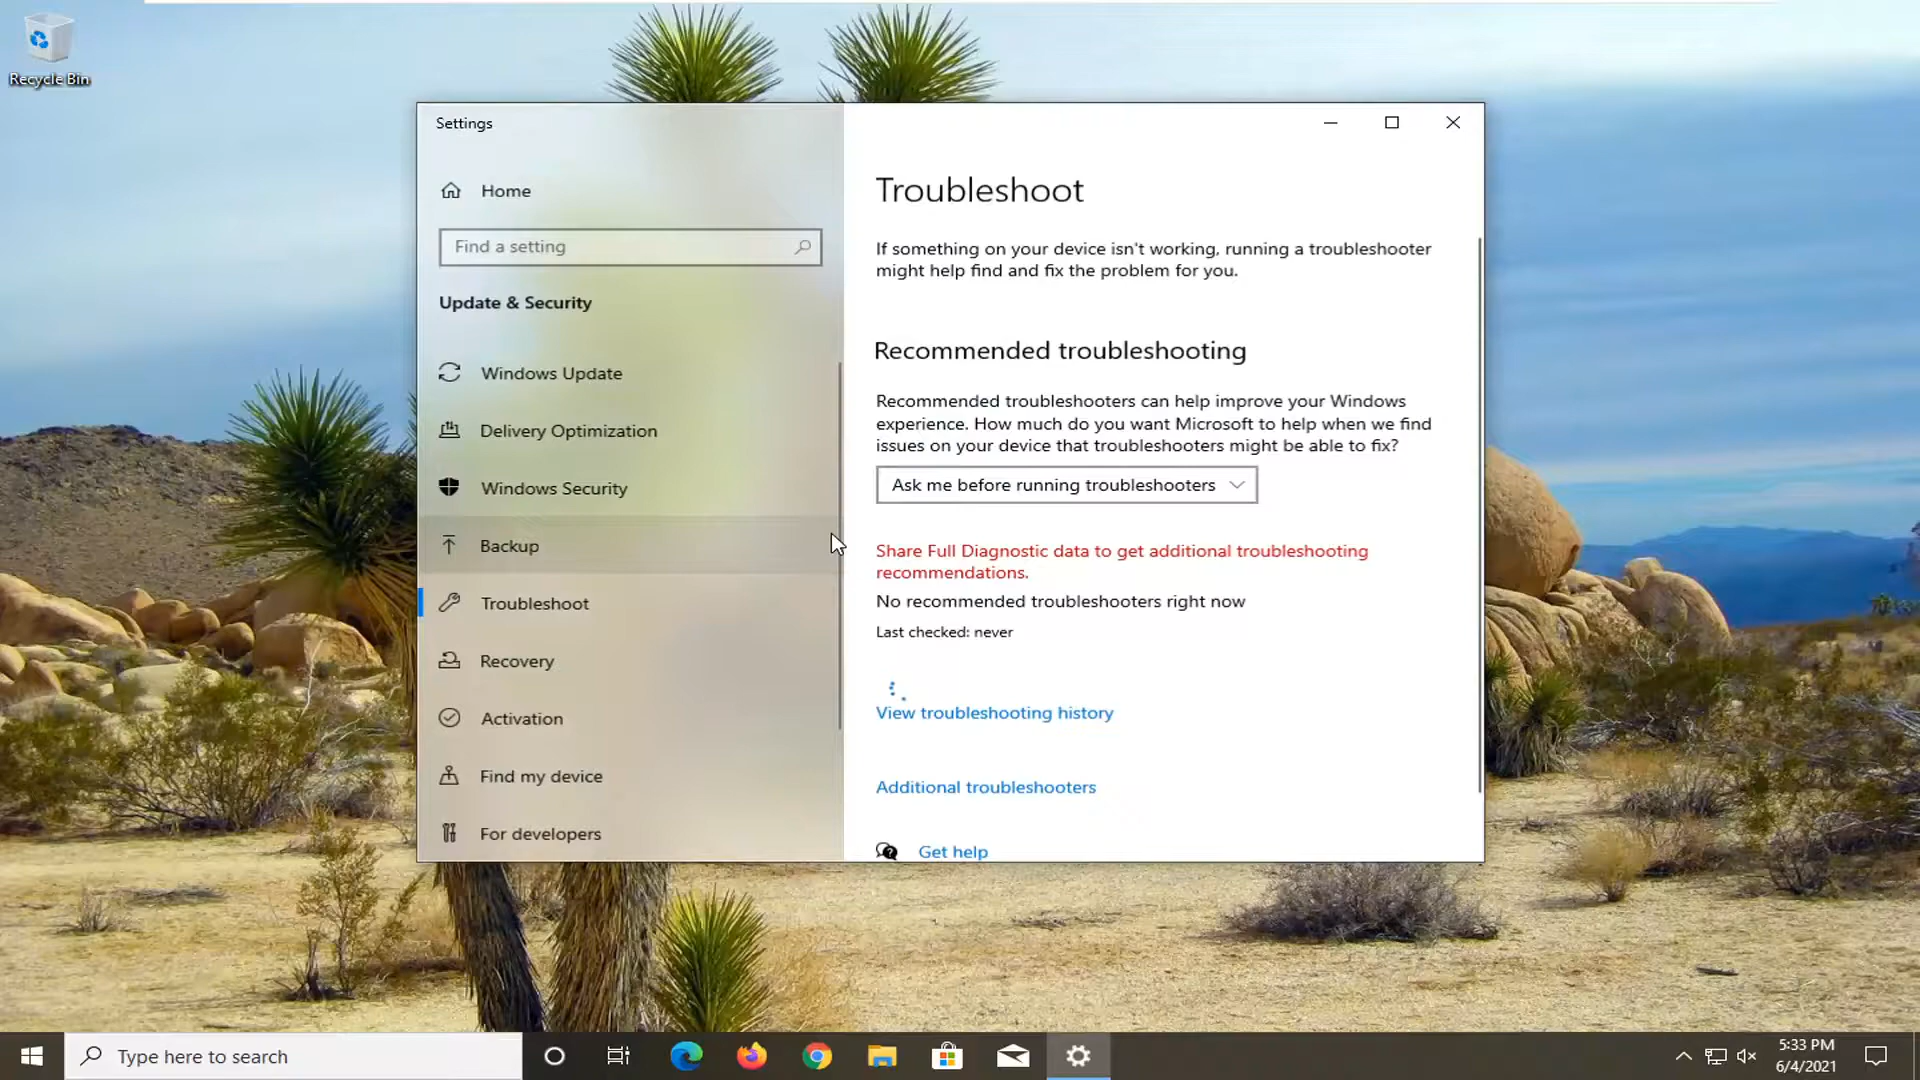 Recycle Bin
Settings
Home
Find a setting
Update & Security
Windows Update
Delivery Optimization
Windows Security
Backup
Troubleshoot
Recovery
Activation
Find my device
For developers
Troubleshoot
If something on your device isn't working, running a troubleshooter
might help find and fix the problem for you.
Recommended troubleshooting
Recommended troubleshooters can help improve your Windows
experience. How much do you want Microsoft to help when we find
issues on your device that troubleshooters might be able to fix?
Ask me before running troubleshooters
Share Full Diagnostic data to get additional troubleshooting
recommendations.
No recommended troubleshooters right now
Last checked: never
View troubleshooting history
Additional troubleshooters
Get help
Type here to search
5:33 PM
6/4/2021